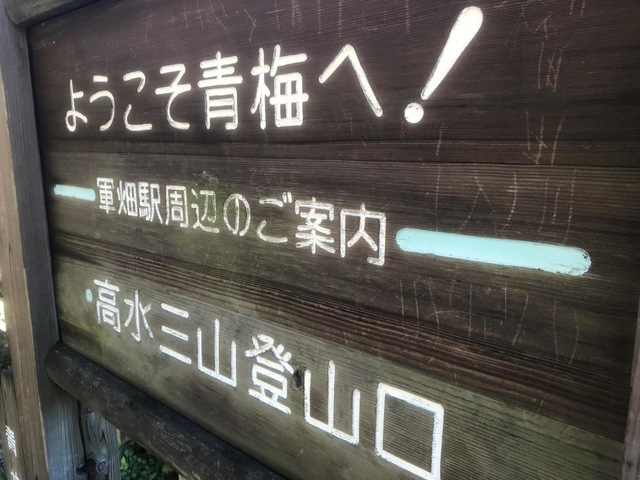 ようこそ青梅へ！
軍畑駅周辺のご案内
・高水三山登山口